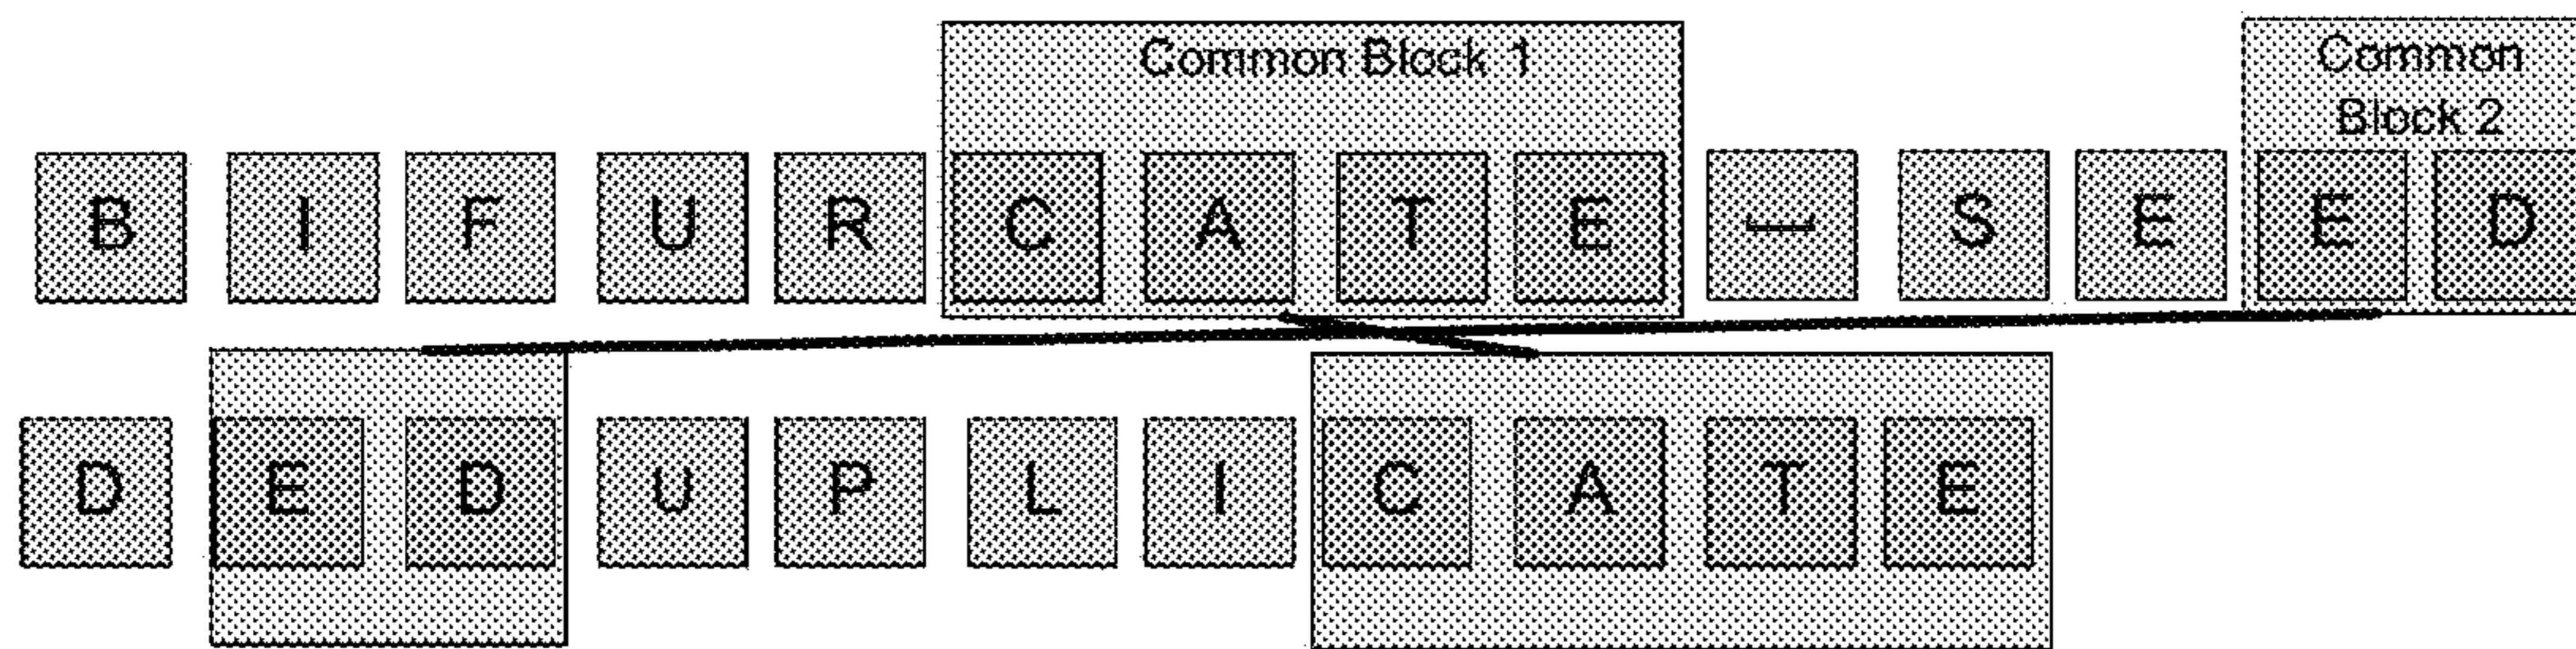 Common Block 1
Common
Block 2
B I F U R C A T E ⎵ S E E D
D E D U P L I C A T E